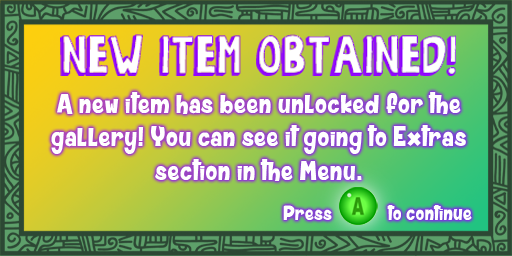 NEW ITEM OBTAINED!
A new item has been unlocked for the
gallery! You can see it going to Extras
section in the Menu.
Press A to continue